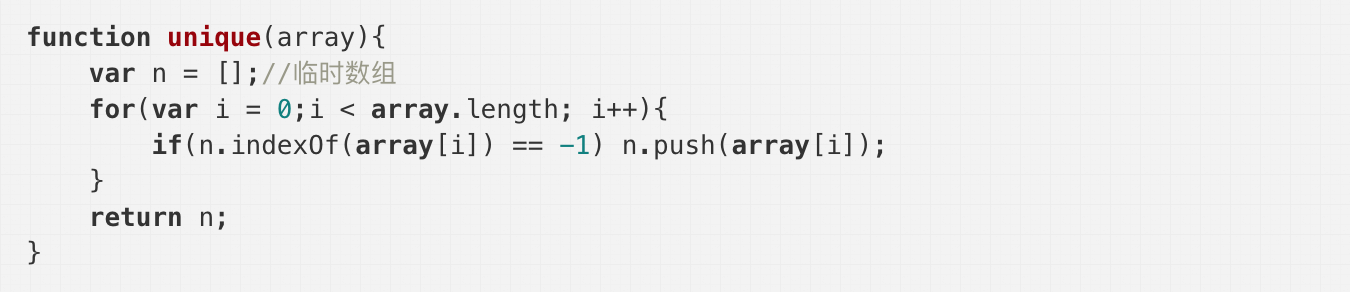 function unique(array){
    var n = [];//临时数组
    for(var i = 0;i < array.length; i++){
        if(n.indexOf(array[i]) == -1) n.push(array[i]);
    }
    return n;
}